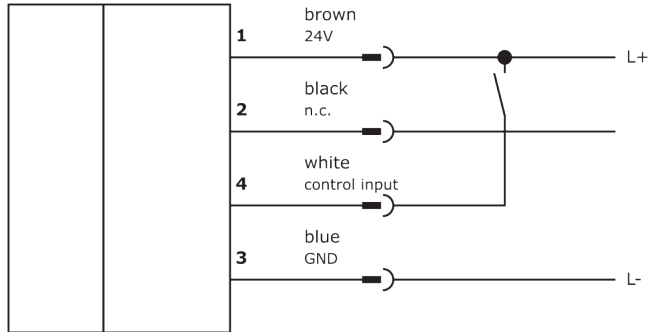 brown
1 24V
L+
black
2 n.c.
white
4 control input
blue
3 GND
L-